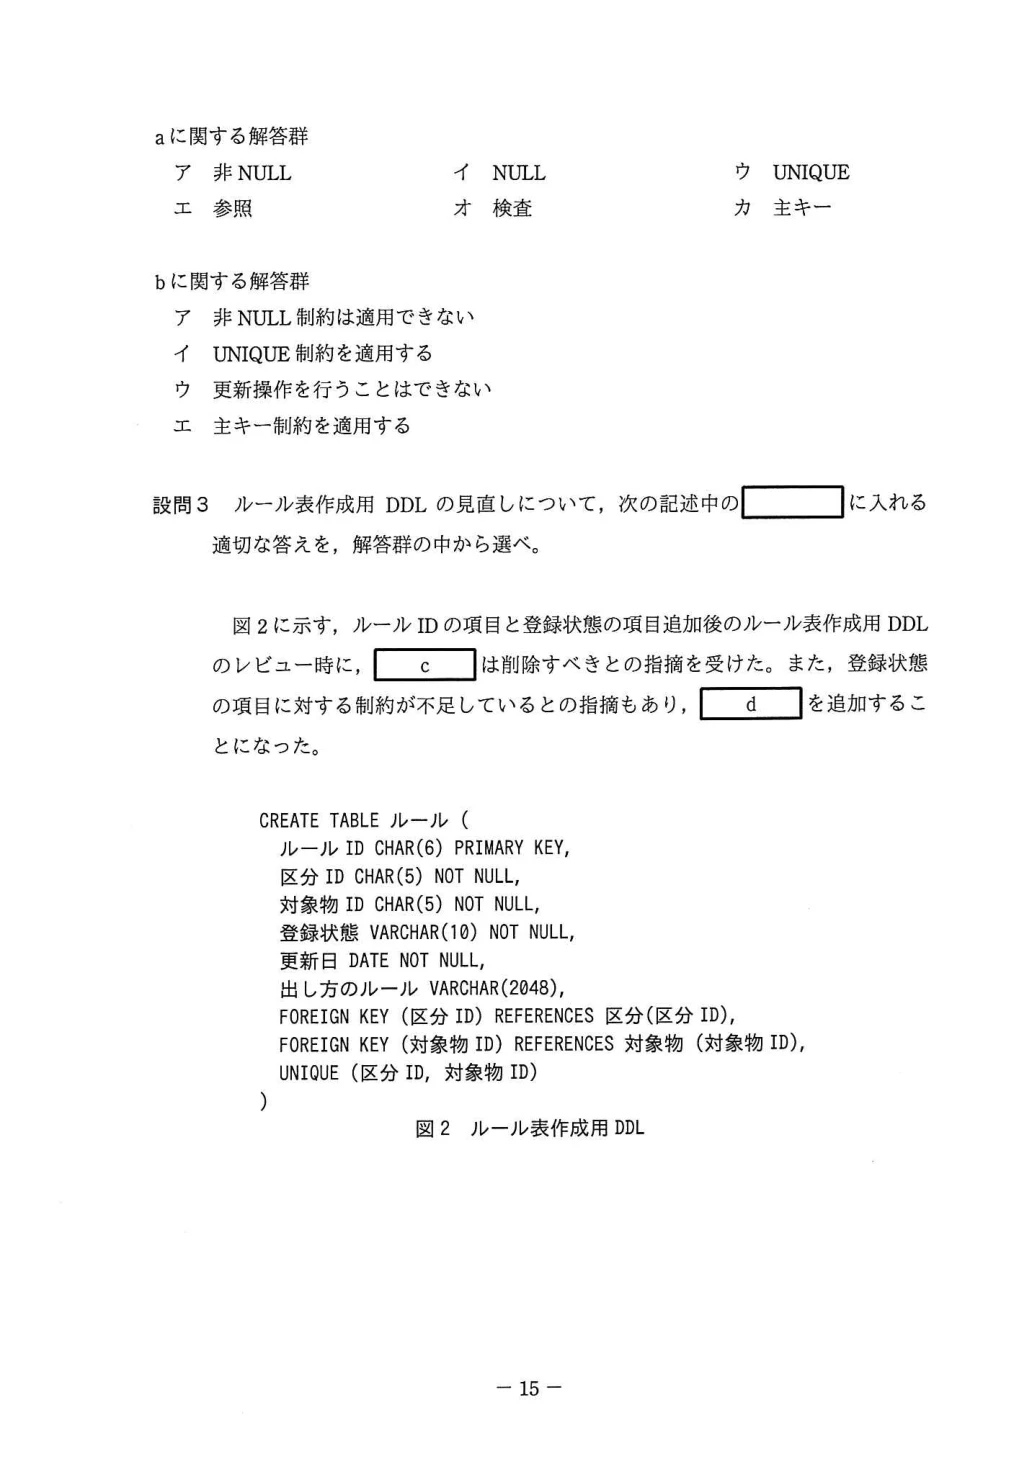 aに関する解答群
ア 非NULL イ NULL ウ UNIQUE
エ 参照 オ 検査 カ 主キー
bに関する解答群
ア 非NULL制約は適用できない
イ UNIQUE制約を適用する
ウ 更新操作を行うことはできない
エ 主キー制約を適用する
設問3 ルール表作成用 DDL の見直しについて，次の記述中の に入れる
適切な答えを，解答群の中から選べ。
図2に示す，ルールIDの項目と登録状態の項目追加後のルール表作成用DDL
のレビュー時に， c は削除すべきとの指摘を受けた。また，登録状態
の項目に対する制約が不足しているとの指摘もあり， d を追加するこ
とになった。
CREATE TABLE ルール (
ルールID CHAR(6) PRIMARY KEY,
区分ID CHAR(5) NOT NULL,
対象物ID CHAR(5) NOT NULL,
登録状態 VARCHAR(10) NOT NULL,
更新日 DATE NOT NULL,
出し方のルール VARCHAR(2048),
FOREIGN KEY (区分ID) REFERENCES 区分(区分ID),
FOREIGN KEY (対象物ID) REFERENCES 対象物 (対象物ID),
UNIQUE (区分ID, 対象物ID)
)
図2 ルール表作成用DDL
－ 15 －